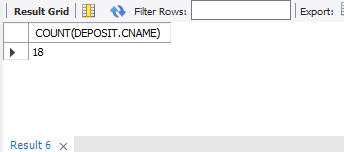 Result Grid Filter Rows: Export:
COUNT(DEPOSIT.CNAME)
18
Result 6 ×